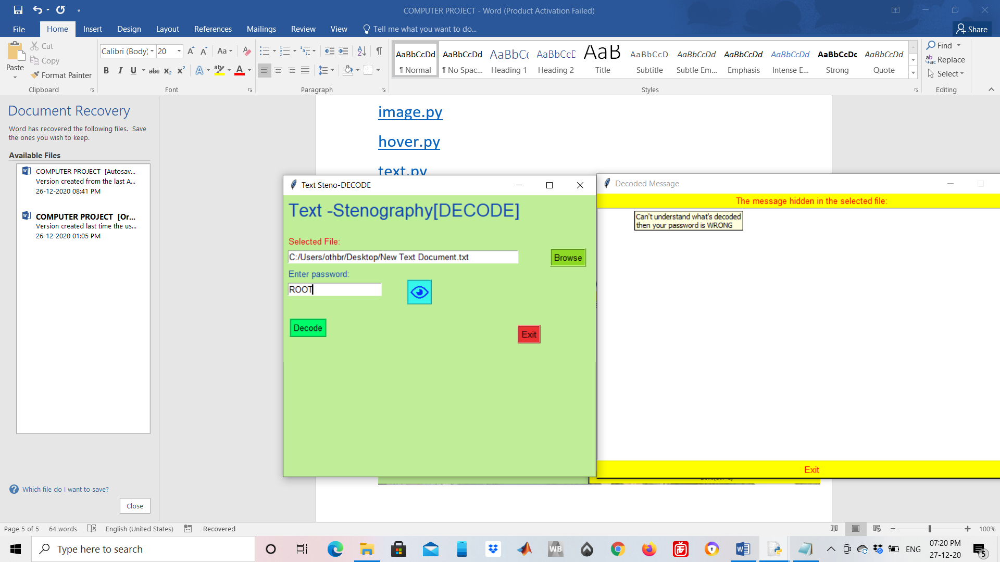 COMPUTER PROJECT - Word (Product Activation Failed)
File Home Insert Design Layout References Mailings Review View Tell me what you want to do... Share
Paste
Cut
Copy
Format Painter
Clipboard
Calibri (Body) 20
Font
Paragraph
AaBbCcDd AaBbCcDd AaBbCc AaBbCcD AaB AaBbCcD AaBbCcDd AaBbCcDd AaBbCcDd AaBbCcDc AaBbCcDd
¶ Normal ¶ No Spac... Heading 1 Heading 2 Title Subtitle Subtle Em... Emphasis Intense E... Strong Quote
Styles
Find
Replace
Select
Editing
Document Recovery
Word has recovered the following files. Save
the ones you wish to keep.
Available Files
COMPUTER PROJECT [Autosav...
Version created from the last A...
26-12-2020 08:41 PM
COMPUTER PROJECT [Or...
Version created last time the us...
26-12-2020 01:05 PM
Which file do I want to save?
Close
image.py
hover.py
text.py
Text Steno-DECODE
Text -Stenography[DECODE]
Selected File:
C:/Users/othbr/Desktop/New Text Document.txt
Browse
Enter password:
ROOT
Decode
Exit
Decoded Message
The message hidden in the selected file:
Can't understand what's decoded
then your password is WRONG
Exit
Page 5 of 5 64 words English (United States) Recovered 100%
Type here to search
WB
ENG
07:20 PM
27-12-20
5